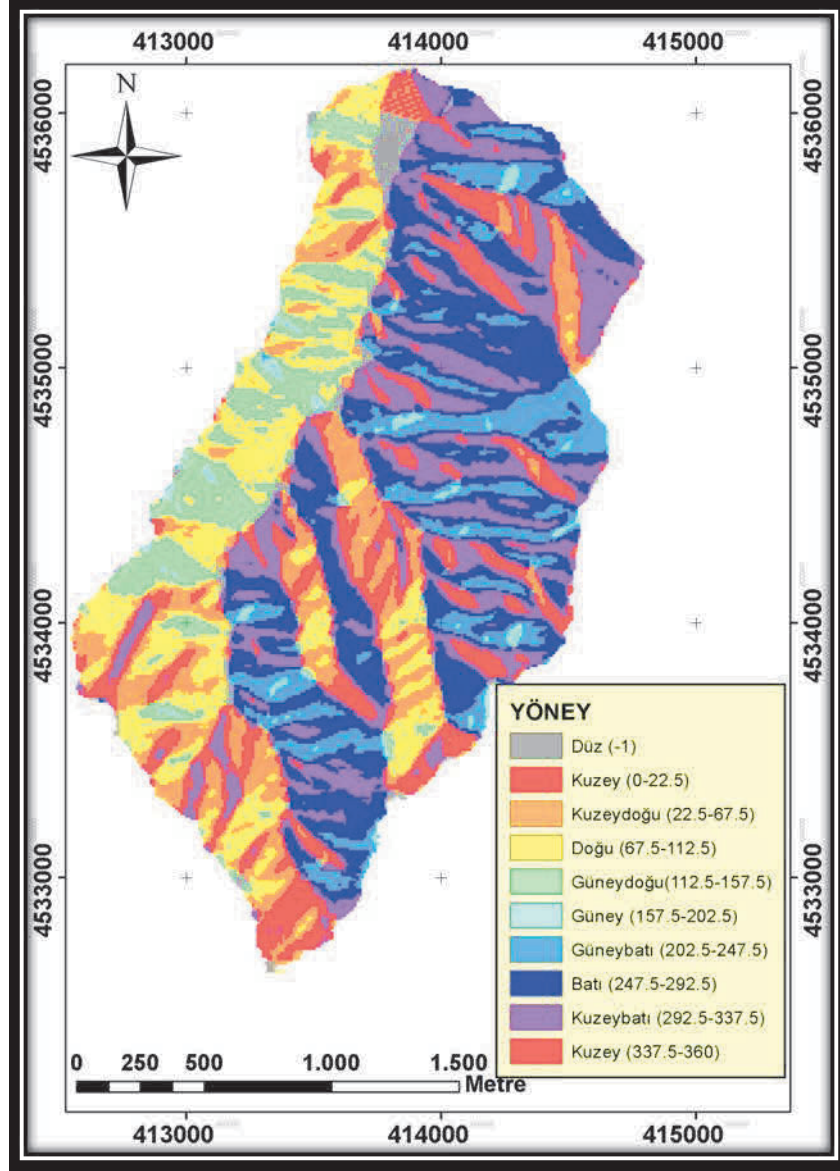 413000 414000 415000
N
4536000
4535000
4534000
4533000
4536000
4535000
4534000
4533000
YÖNEY
Düz (-1)
Kuzey (0-22.5)
Kuzeydoğu (22.5-67.5)
Doğu (67.5-112.5)
Güneydoğu(112.5-157.5)
Güney (157.5-202.5)
Güneybatı (202.5-247.5)
Batı (247.5-292.5)
Kuzeybatı (292.5-337.5)
Kuzey (337.5-360)
0 250 500 1.000 1.500
Metre
413000 414000 415000